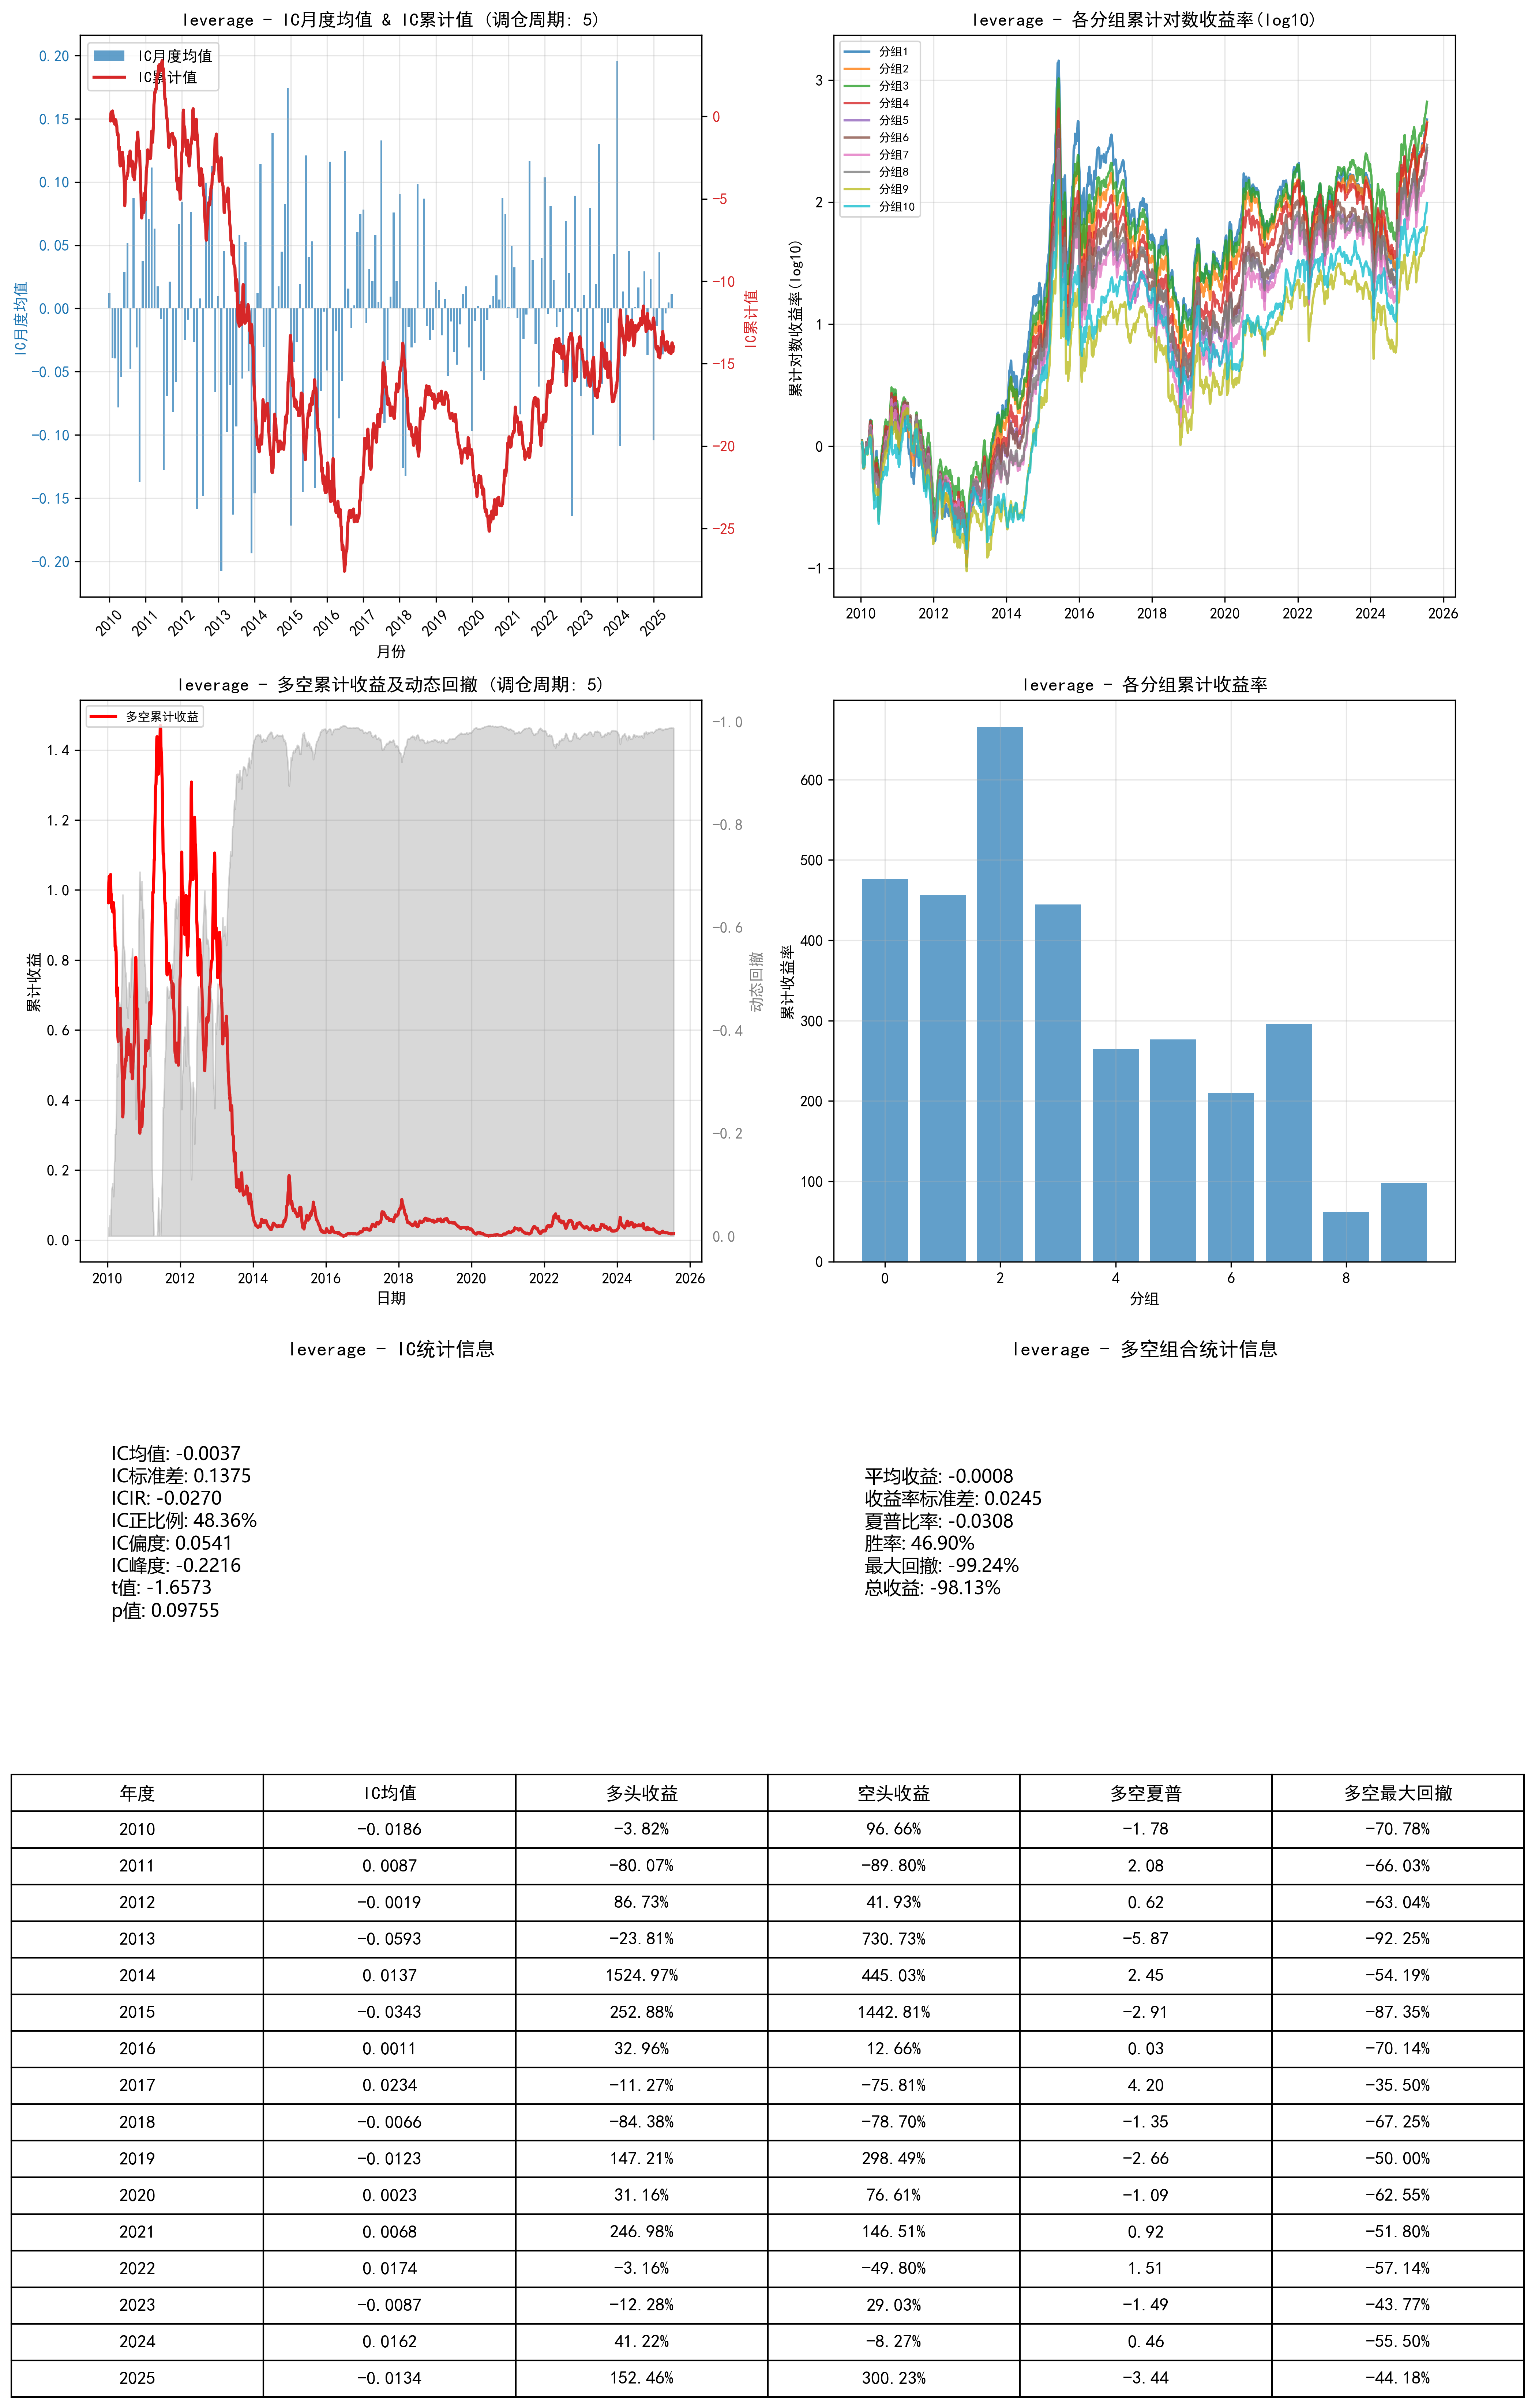 leverage - IC月度均值 & IC累计值 (调仓周期: 5)
IC月度均值
IC累计值
0.20
0.15
0.10
0.05
0.00
-0.05
-0.10
-0.15
-0.20
IC月度均值
0
-5
-10
-15
-20
-25
IC累计值
2010 2011 2012 2013 2014 2015 2016 2017 2018 2019 2020 2021 2022 2023 2024 2025
月份
leverage - 各分组累计对数收益率(log10)
分组1
分组2
分组3
分组4
分组5
分组6
分组7
分组8
分组9
分组10
3
2
1
0
-1
累计对数收益率(log10)
2010 2012 2014 2016 2018 2020 2022 2024 2026
leverage - 多空累计收益及动态回撤 (调仓周期: 5)
多空累计收益
1.4
1.2
1.0
0.8
0.6
0.4
0.2
0.0
累计收益
-1.0
-0.8
-0.6
-0.4
-0.2
0.0
动态回撤
2010 2012 2014 2016 2018 2020 2022 2024 2026
日期
leverage - 各分组累计收益率
600
500
400
300
200
100
0
累计收益率
0 2 4 6 8
分组
leverage - IC统计信息
IC均值: -0.0037
IC标准差: 0.1375
ICIR: -0.0270
IC正比例: 48.36%
IC偏度: 0.0541
IC峰度: -0.2216
t值: -1.6573
p值: 0.09755
leverage - 多空组合统计信息
平均收益: -0.0008
收益率标准差: 0.0245
夏普比率: -0.0308
胜率: 46.90%
最大回撤: -99.24%
总收益: -98.13%
年度 IC均值 多头收益 空头收益 多空夏普 多空最大回撤
2010 -0.0186 -3.82% 96.66% -1.78 -70.78%
2011 0.0087 -80.07% -89.80% 2.08 -66.03%
2012 -0.0019 86.73% 41.93% 0.62 -63.04%
2013 -0.0593 -23.81% 730.73% -5.87 -92.25%
2014 0.0137 1524.97% 445.03% 2.45 -54.19%
2015 -0.0343 252.88% 1442.81% -2.91 -87.35%
2016 0.0011 32.96% 12.66% 0.03 -70.14%
2017 0.0234 -11.27% -75.81% 4.20 -35.50%
2018 -0.0066 -84.38% -78.70% -1.35 -67.25%
2019 -0.0123 147.21% 298.49% -2.66 -50.00%
2020 0.0023 31.16% 76.61% -1.09 -62.55%
2021 0.0068 246.98% 146.51% 0.92 -51.80%
2022 0.0174 -3.16% -49.80% 1.51 -57.14%
2023 -0.0087 -12.28% 29.03% -1.49 -43.77%
2024 0.0162 41.22% -8.27% 0.46 -55.50%
2025 -0.0134 152.46% 300.23% -3.44 -44.18%